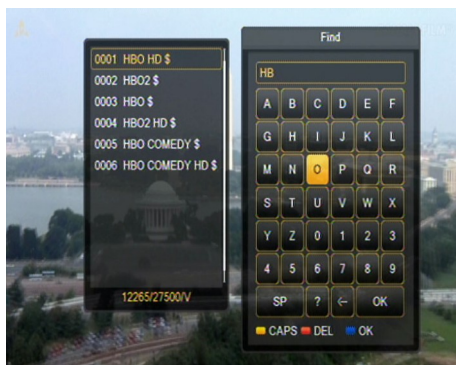 Find
HB
0001 HBO HD $
0002 HBO2 $
0003 HBO $
0004 HBO2 HD $
0005 HBO COMEDY $
0006 HBO COMEDY HD $
12265/27500/V
A B C D E F
G H I J K L
M N O P Q R
S T U V W X
Y Z 0 1 2 3
4 5 6 7 8 9
SP ? ← OK
CAPS DEL OK